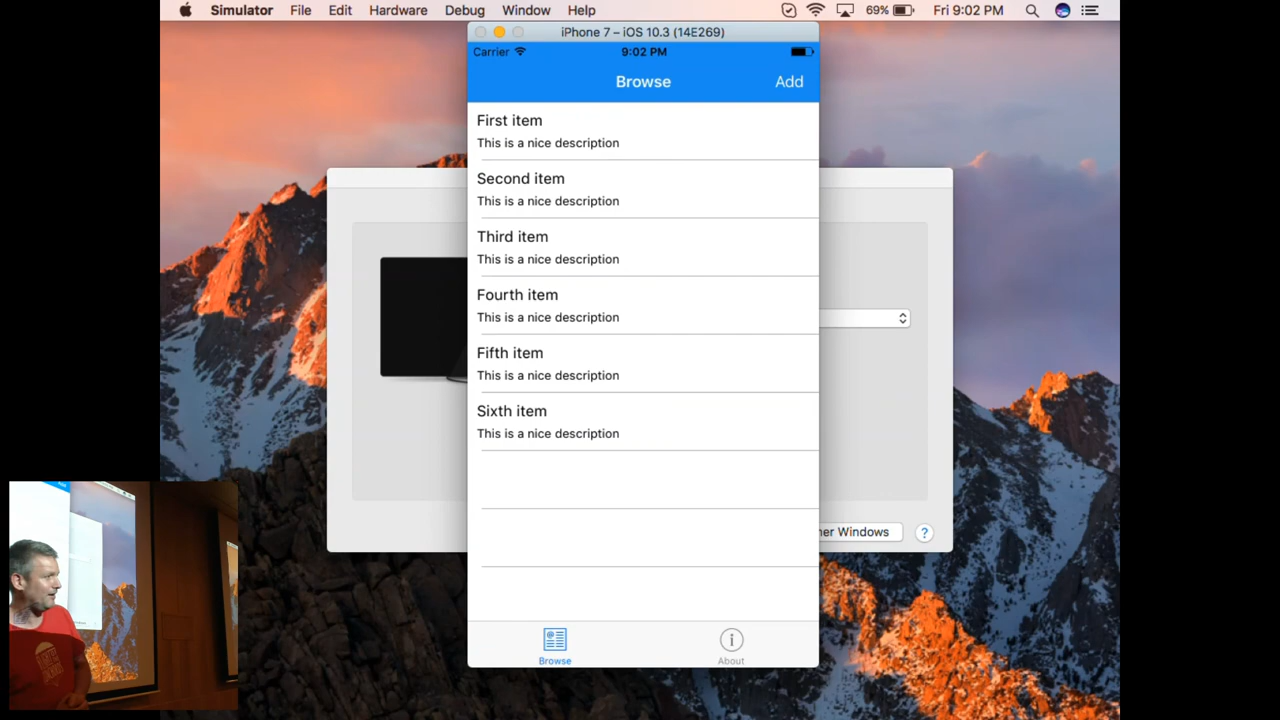 Simulator File Edit Hardware Debug Window Help 69% Fri 9:02 PM
iPhone 7 – iOS 10.3 (14E269)
Carrier 9:02 PM
Browse Add
First item
This is a nice description
Second item
This is a nice description
Third item
This is a nice description
Fourth item
This is a nice description
Fifth item
This is a nice description
Sixth item
This is a nice description
Windows ?
Browse About